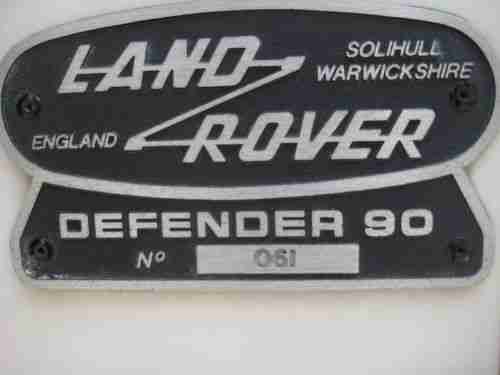 LAND
SOLIHULL
WARWICKSHIRE
ENGLAND
ROVER
DEFENDER 90
Nº 061